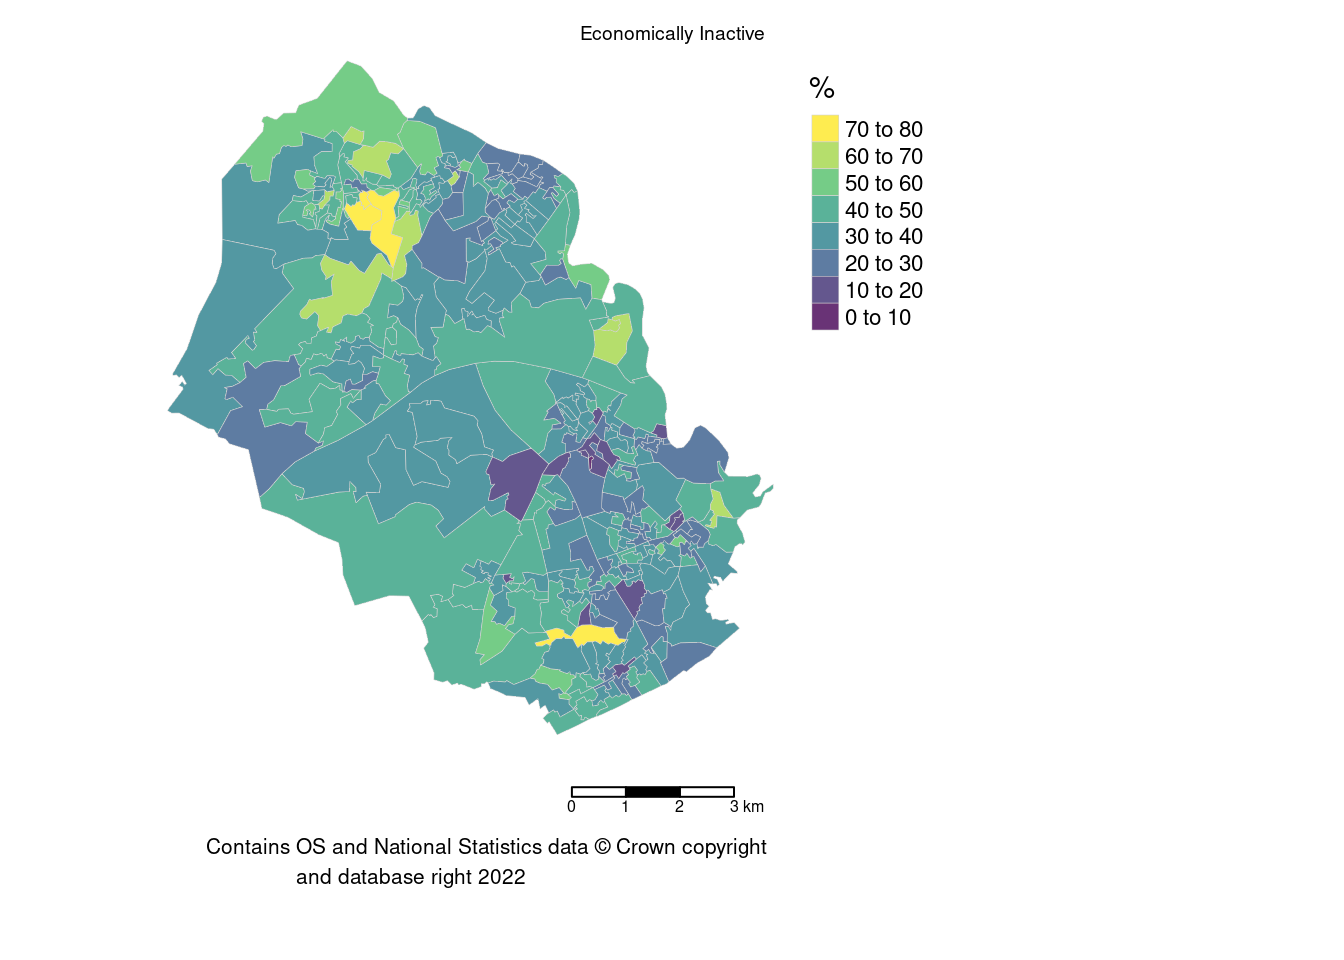 Economically Inactive
%
70 to 80
60 to 70
50 to 60
40 to 50
30 to 40
20 to 30
10 to 20
0 to 10
0 1 2 3 km
Contains OS and National Statistics data © Crown copyright
and database right 2022